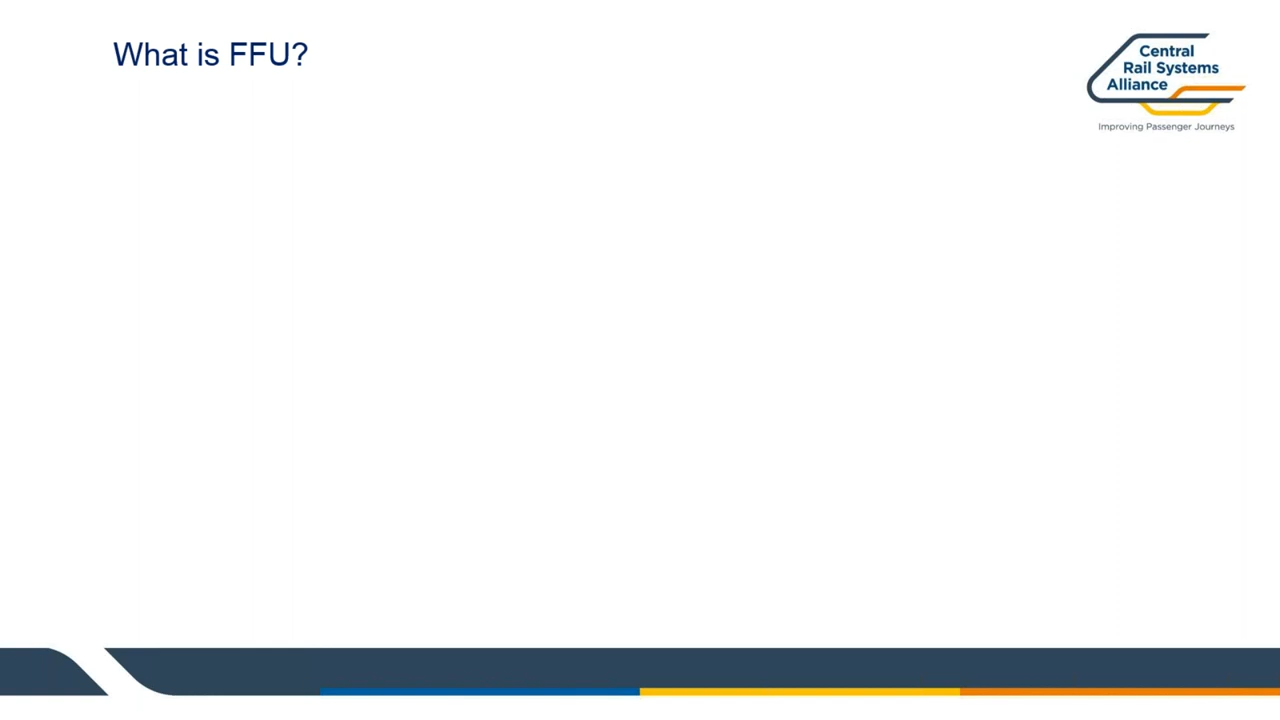 What is FFU?
Central
Rail Systems
Alliance
Improving Passenger Journeys